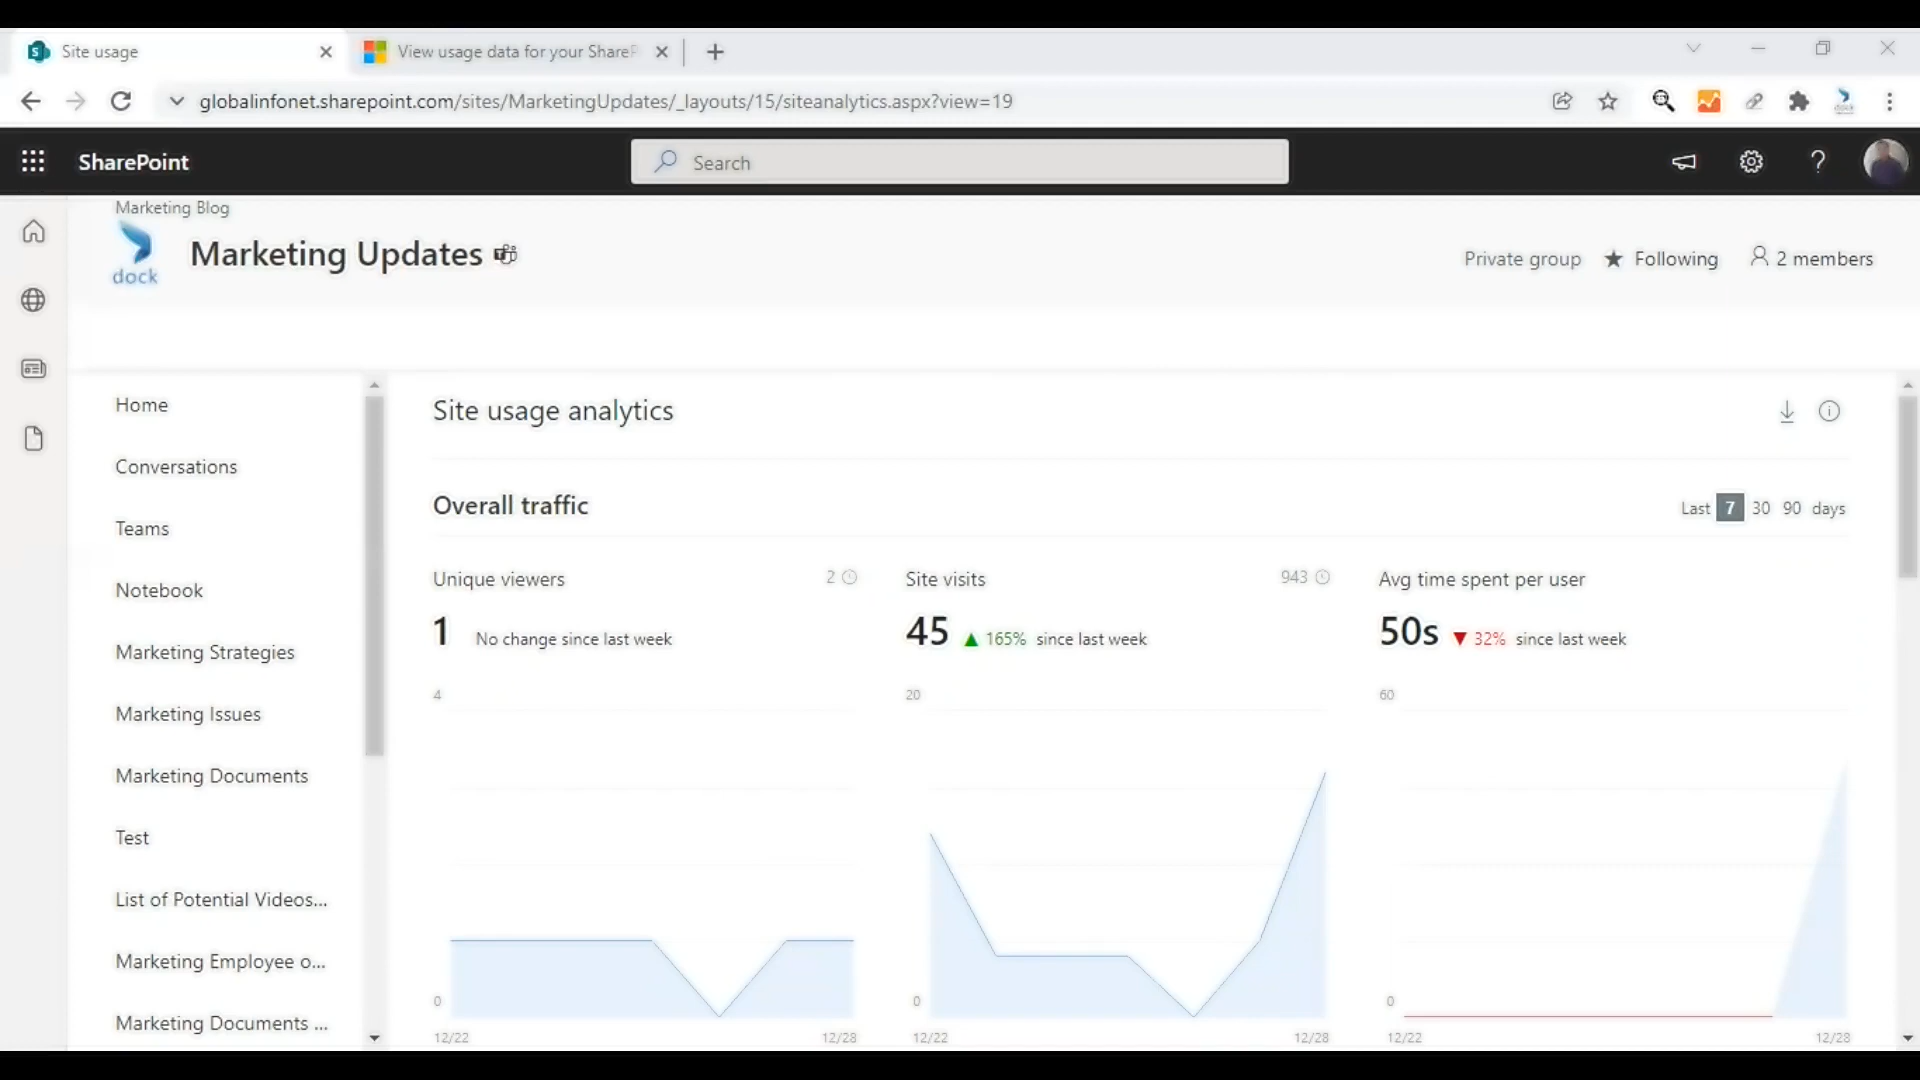 Site usage
View usage data for your ShareP
globalinfonet.sharepoint.com/sites/MarketingUpdates/_layouts/15/siteanalytics.aspx?view=19
SharePoint
Search
Marketing Blog
dock
Marketing Updates
Private group
Following
2 members
Home
Conversations
Teams
Notebook
Marketing Strategies
Marketing Issues
Marketing Documents
Test
List of Potential Videos...
Marketing Employee o...
Marketing Documents ...
Site usage analytics
Overall traffic
Last 7 30 90 days
Unique viewers 2
1 No change since last week
4
0
12/22 12/28
Site visits 943
45 ▲ 165% since last week
20
0
12/22 12/28
Avg time spent per user
50s ▼ 32% since last week
60
0
12/22 12/28